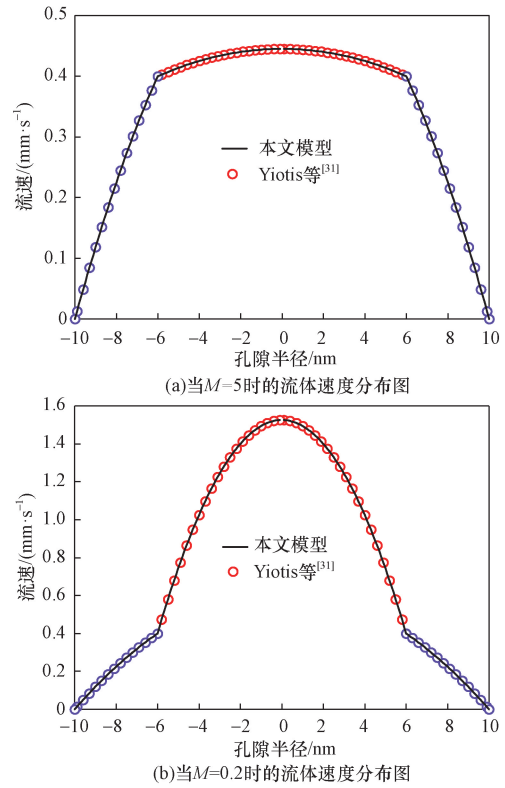 0.5
0.4
0.3
0.2
0.1
0
流速/(mm·s⁻¹)
本文模型
Yiotis等[31]
−10 −8 −6 −4 −2 0 2 4 6 8 10
孔隙半径/nm
(a)当M=5时的流体速度分布图
1.6
1.4
1.2
1.0
0.8
0.6
0.4
0.2
0
流速/(mm·s⁻¹)
本文模型
Yiotis等[31]
−10 −8 −6 −4 −2 0 2 4 6 8 10
孔隙半径/nm
(b)当M=0.2时的流体速度分布图